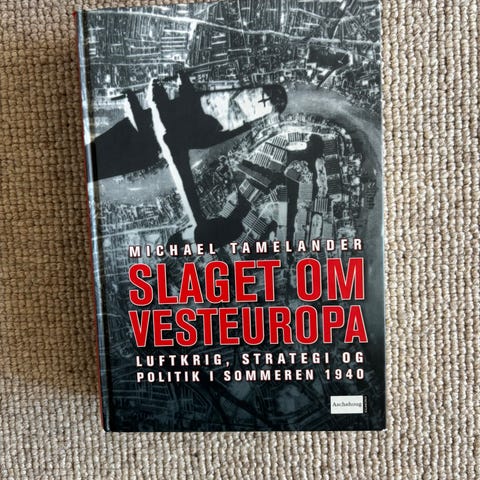 MICHAEL TAMELANDER
SLAGET OM
VESTEUROPA
LUFTKRIG, STRATEGI OG
POLITIK I SOMMEREN 1940
Aschehoug